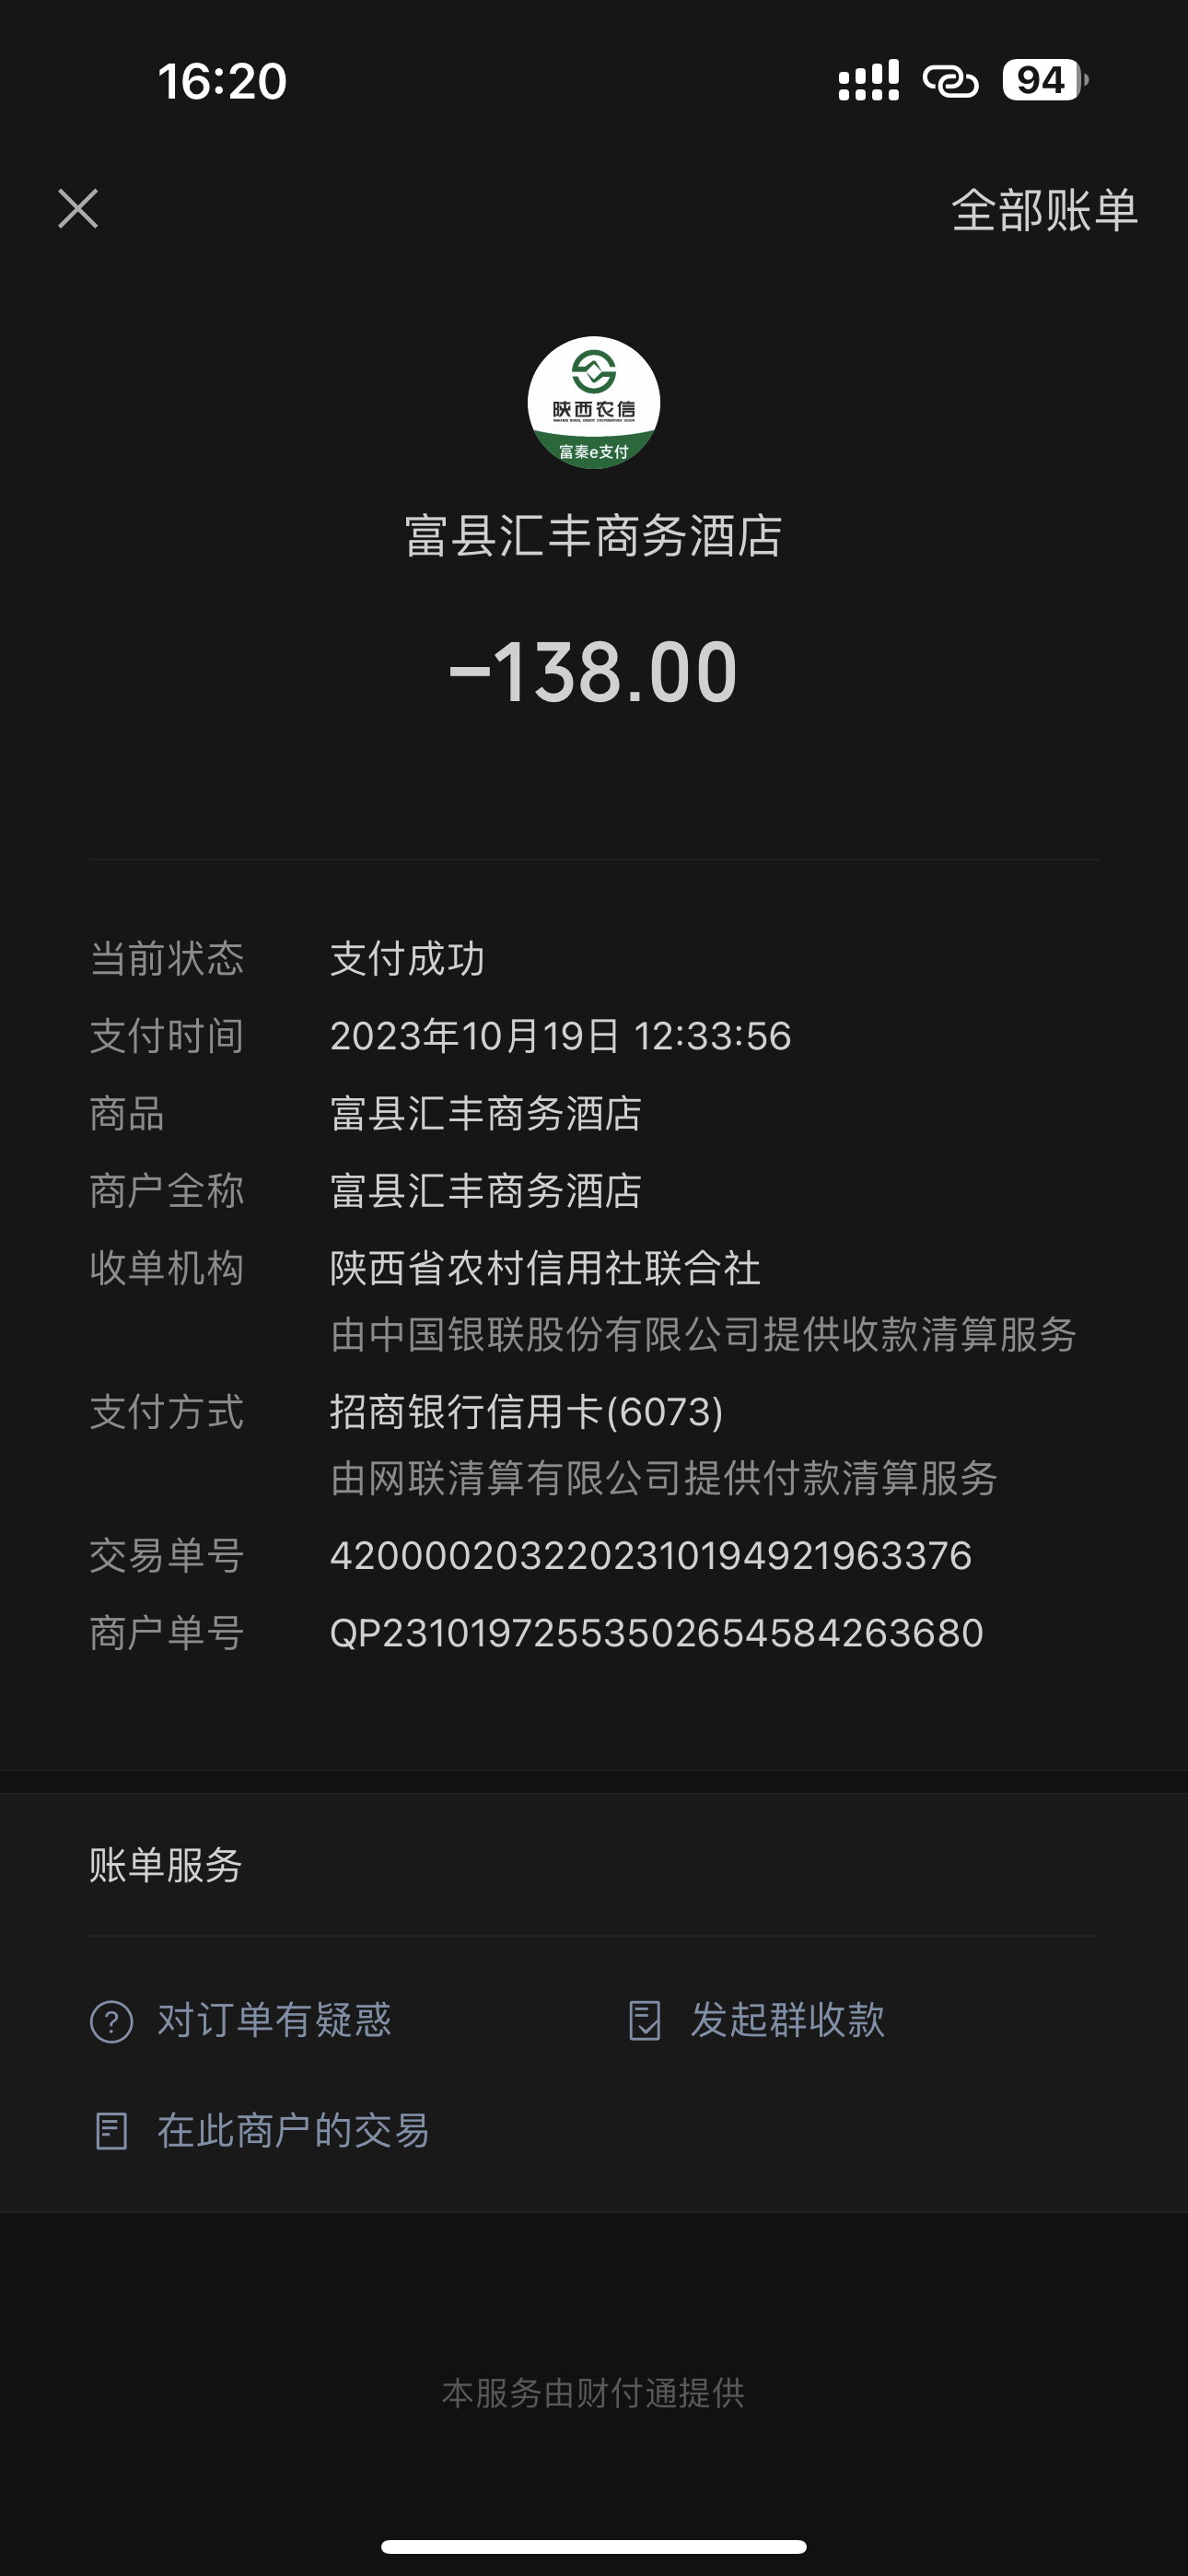 16:20
94
全部账单
陕西农信
富秦e支付
富县汇丰商务酒店
-138.00
当前状态 支付成功
支付时间 2023年10月19日 12:33:56
商品 富县汇丰商务酒店
商户全称 富县汇丰商务酒店
收单机构 陕西省农村信用社联合社
由中国银联股份有限公司提供收款清算服务
支付方式 招商银行信用卡(6073)
由网联清算有限公司提供付款清算服务
交易单号 4200002032202310194921963376
商户单号 QP23101972553502654584263680
账单服务
对订单有疑惑 发起群收款
在此商户的交易
本服务由财付通提供